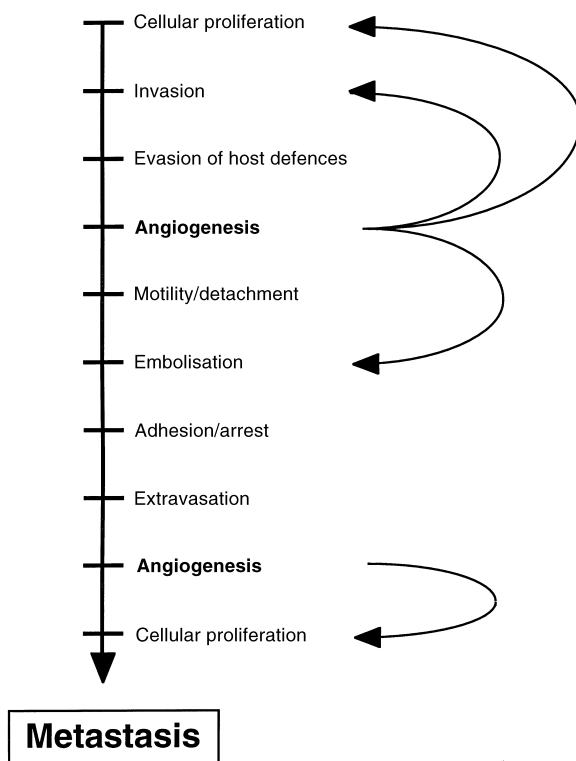 Cellular proliferation
Invasion
Evasion of host defences
Angiogenesis
Motility/detachment
Embolisation
Adhesion/arrest
Extravasation
Angiogenesis
Cellular proliferation
Metastasis